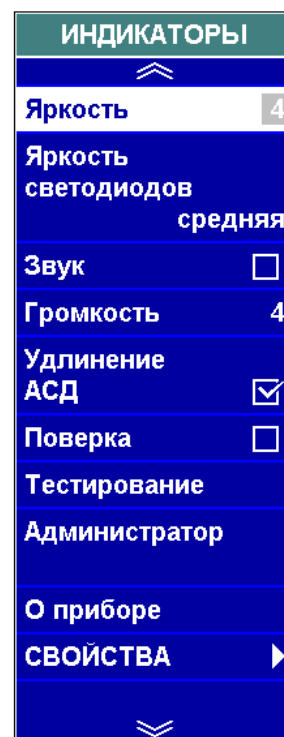 ИНДИКАТОРЫ
Яркость 4
Яркость
светодиодов
средняя
Звук
Громкость 4
Удлинение
АСД
Поверка
Тестирование
Администратор
О приборе
СВОЙСТВА